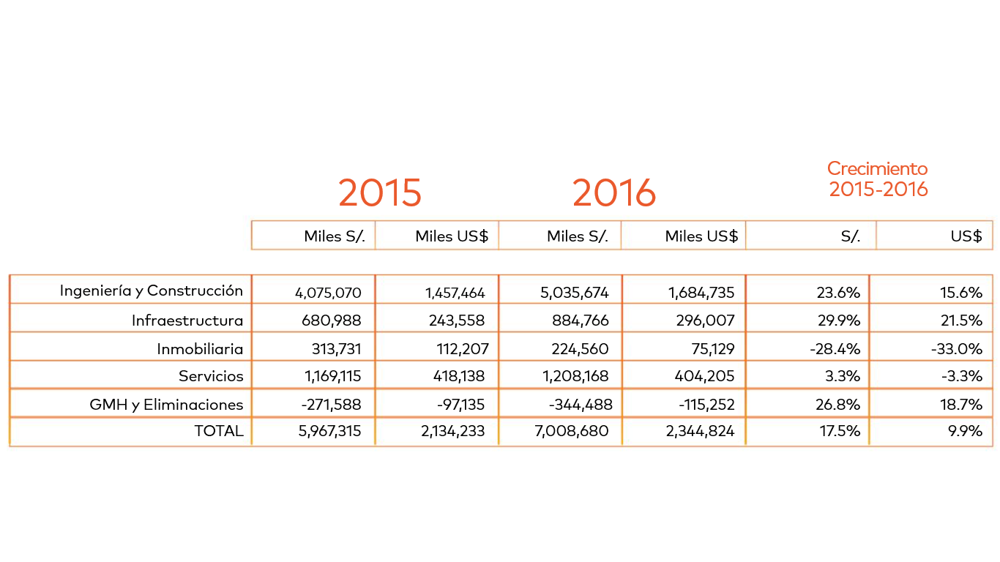 Crecimiento
2015 2016 2015-2016
Miles S/. Miles US$ Miles S/. Miles US$ S/. US$
Ingeniería y Construcción 4,075,070 1,457,464 5,035,674 1,684,735 23.6% 15.6%
Infraestructura 680,988 243,558 884,766 296,007 29.9% 21.5%
Inmobiliaria 313,731 112,207 224,560 75,129 -28.4% -33.0%
Servicios 1,169,115 418,138 1,208,168 404,205 3.3% -3.3%
GMH y Eliminaciones -271,588 -97,135 -344,488 -115,252 26.8% 18.7%
TOTAL 5,967,315 2,134,233 7,008,680 2,344,824 17.5% 9.9%